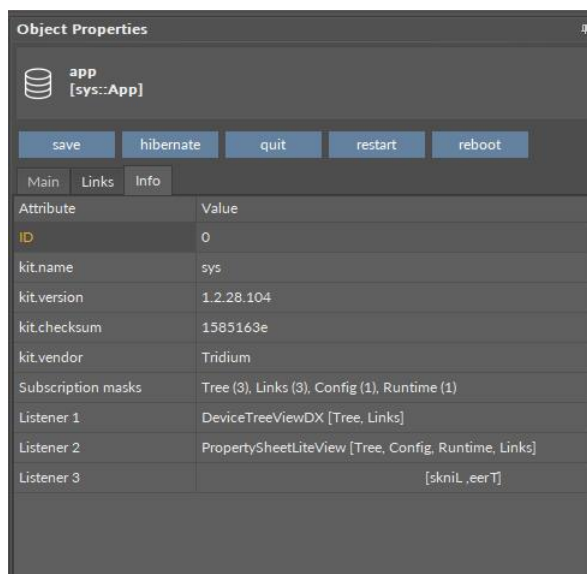 Object Properties
app
[sys::App]
save hibernate quit restart reboot
Main Links Info
Attribute Value
ID 0
kit.name sys
kit.version 1.2.28.104
kit.checksum 1585163e
kit.vendor Tridium
Subscription masks Tree (3), Links (3), Config (1), Runtime (1)
Listener 1 DeviceTreeViewDX [Tree, Links]
Listener 2 PropertySheetLiteView [Tree, Config, Runtime, Links]
Listener 3 [skniL ,eerT]